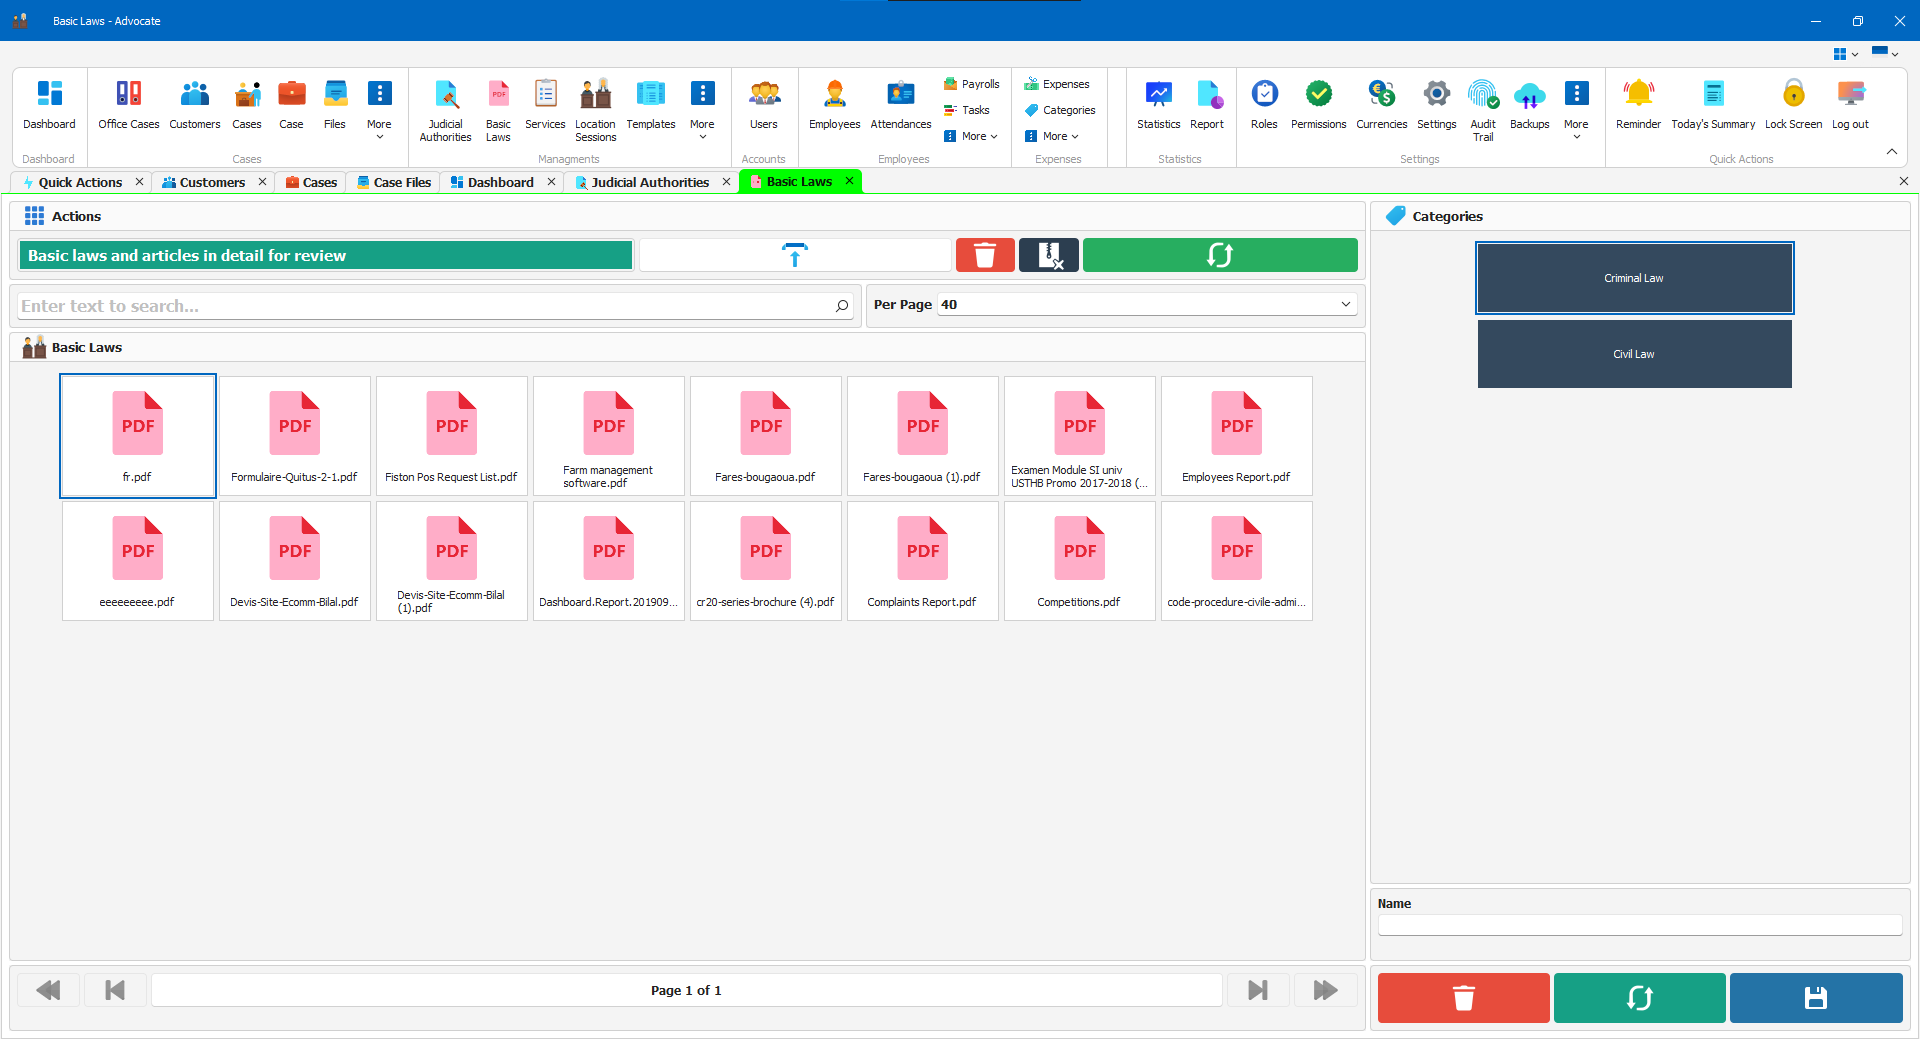 Basic Laws - Advocate
Dashboard
Office Cases
Customers
Cases
Case
Files
More
Judicial
Authorities
Basic
Laws
Services
Location
Sessions
Templates
More
Users
Employees
Attendances
Payrolls
Tasks
More
Expenses
Categories
More
Statistics
Report
Roles
Permissions
Currencies
Settings
Audit
Trail
Backups
More
Reminder
Today's Summary
Lock Screen
Log out
Dashboard
Cases
Managments
Accounts
Employees
Expenses
Statistics
Settings
Quick Actions
Quick Actions
Customers
Cases
Case Files
Dashboard
Judicial Authorities
Basic Laws
Actions
Basic laws and articles in detail for review
Enter text to search...
Per Page 40
Basic Laws
PDF
fr.pdf
PDF
Formulaire-Quitus-2-1.pdf
PDF
Fiston Pos Request List.pdf
PDF
Farm management
software.pdf
PDF
Fares-bougaoua.pdf
PDF
Fares-bougaoua (1).pdf
PDF
Examen Module SI univ
USTHB Promo 2017-2018 (...
PDF
Employees Report.pdf
PDF
eeeeeeeee.pdf
PDF
Devis-Site-Ecomm-Bilal.pdf
PDF
Devis-Site-Ecomm-Bilal
(1).pdf
PDF
Dashboard.Report.201909...
PDF
cr20-series-brochure (4).pdf
PDF
Complaints Report.pdf
PDF
Competitions.pdf
PDF
code-procedure-civile-admi...
Page 1 of 1
Categories
Criminal Law
Civil Law
Name